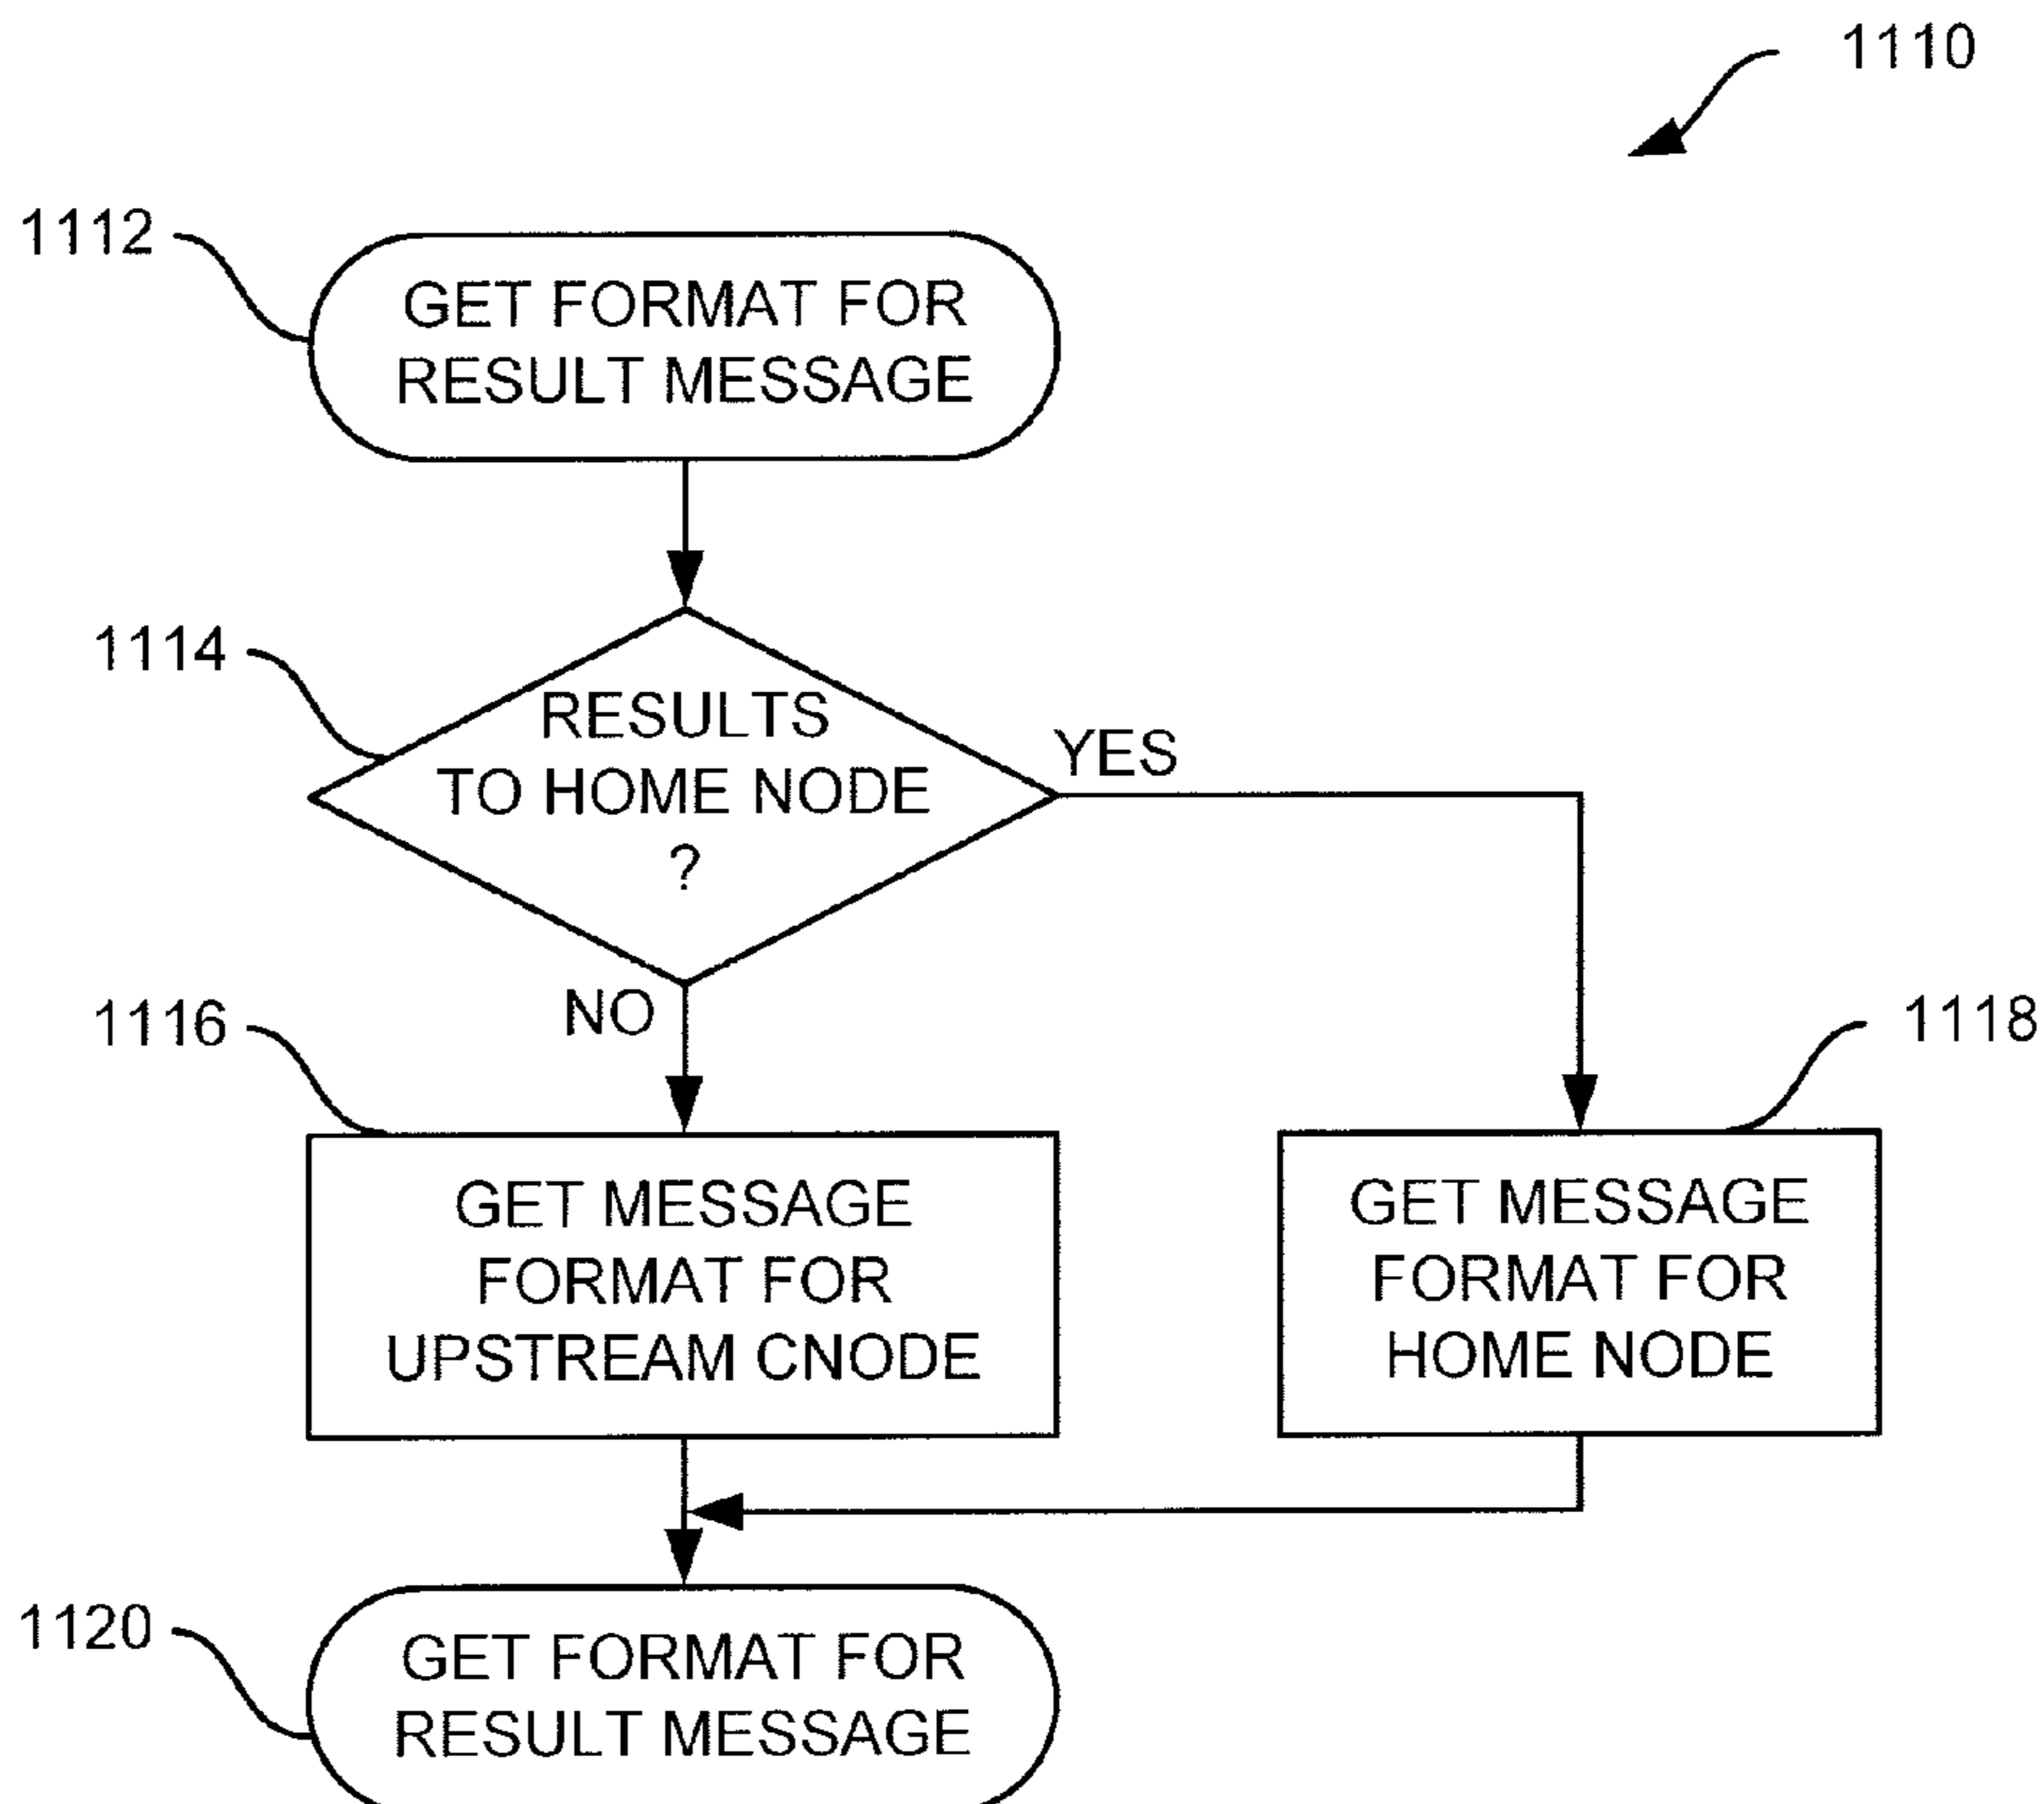 1110
1112
GET FORMAT FOR
RESULT MESSAGE
1114
RESULTS
TO HOME NODE
?
YES
NO
1116
1118
GET MESSAGE
FORMAT FOR
UPSTREAM CNODE
GET MESSAGE
FORMAT FOR
HOME NODE
1120
GET FORMAT FOR
RESULT MESSAGE